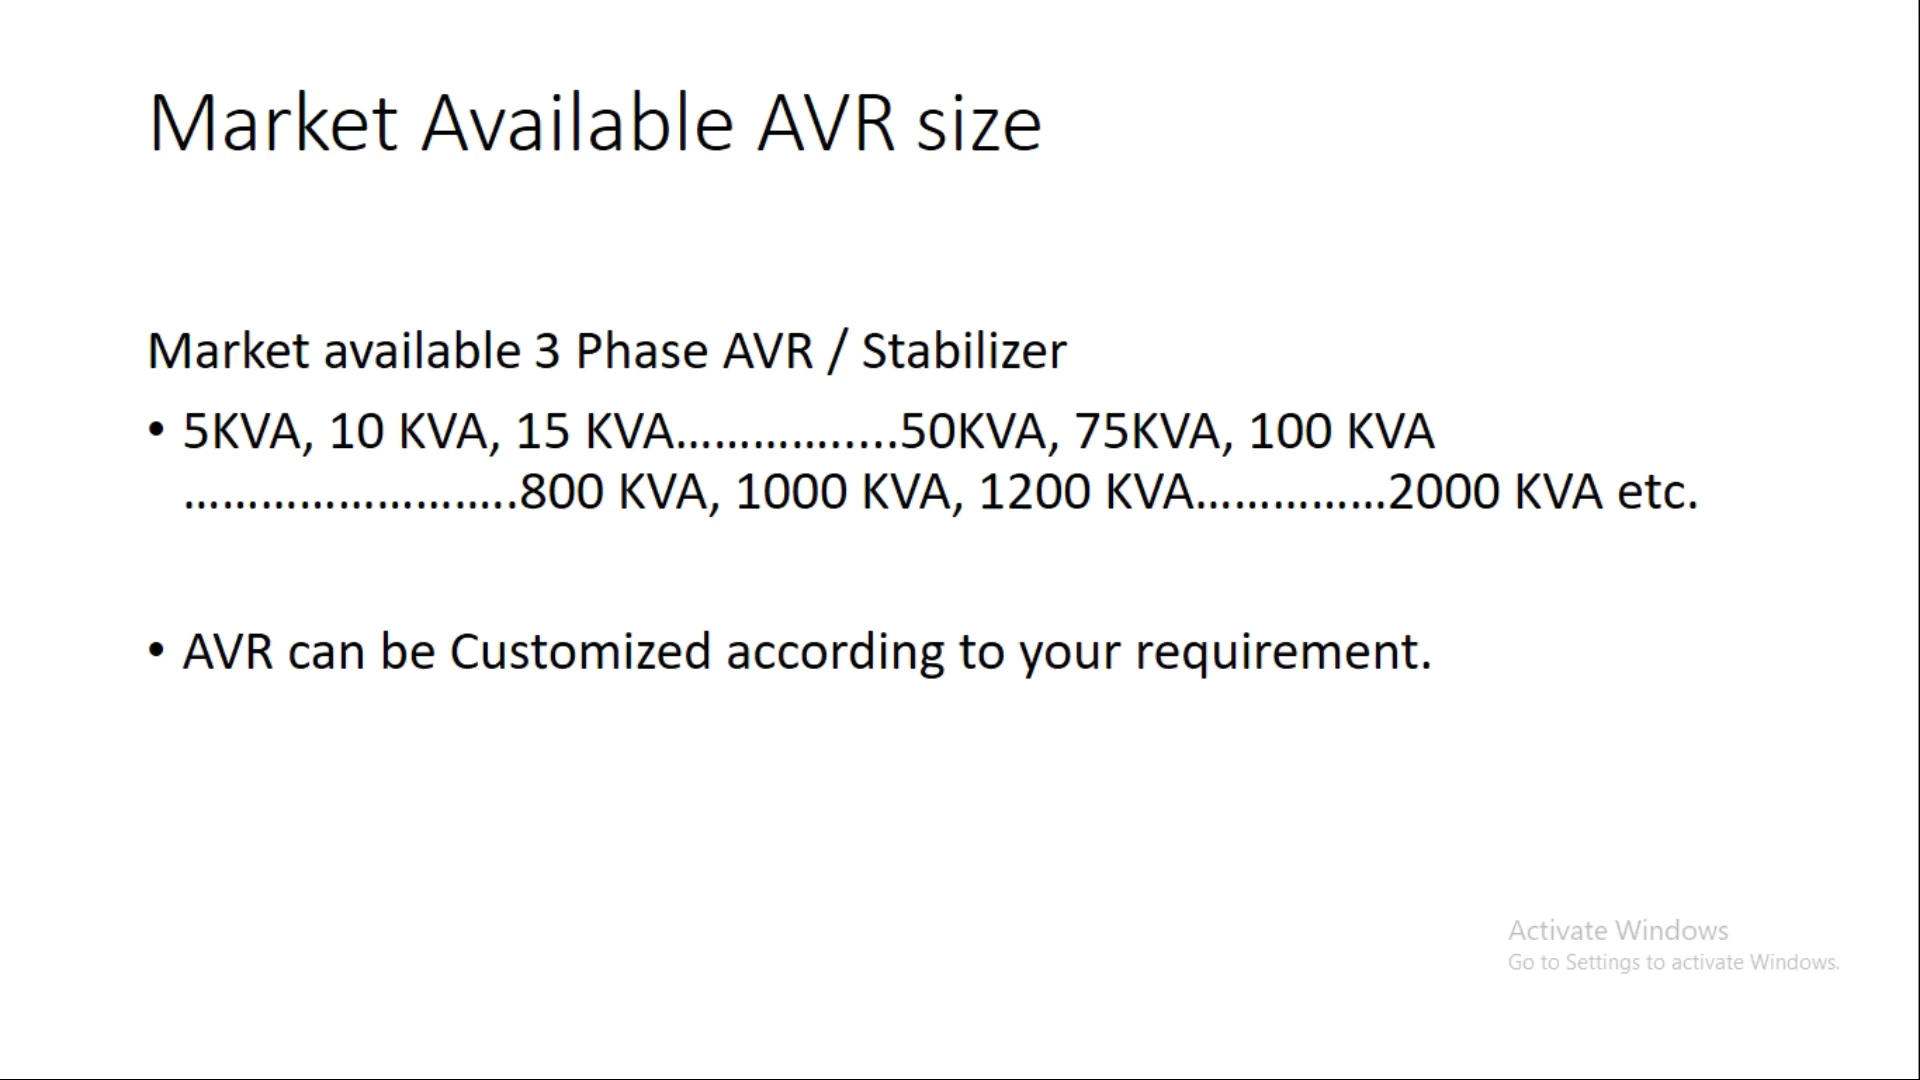 Market Available AVR size
Market available 3 Phase AVR / Stabilizer
• 5KVA, 10 KVA, 15 KVA…………......50KVA, 75KVA, 100 KVA
……………………..800 KVA, 1000 KVA, 1200 KVA……………2000 KVA etc.
• AVR can be Customized according to your requirement.
Activate Windows
Go to Settings to activate Windows.